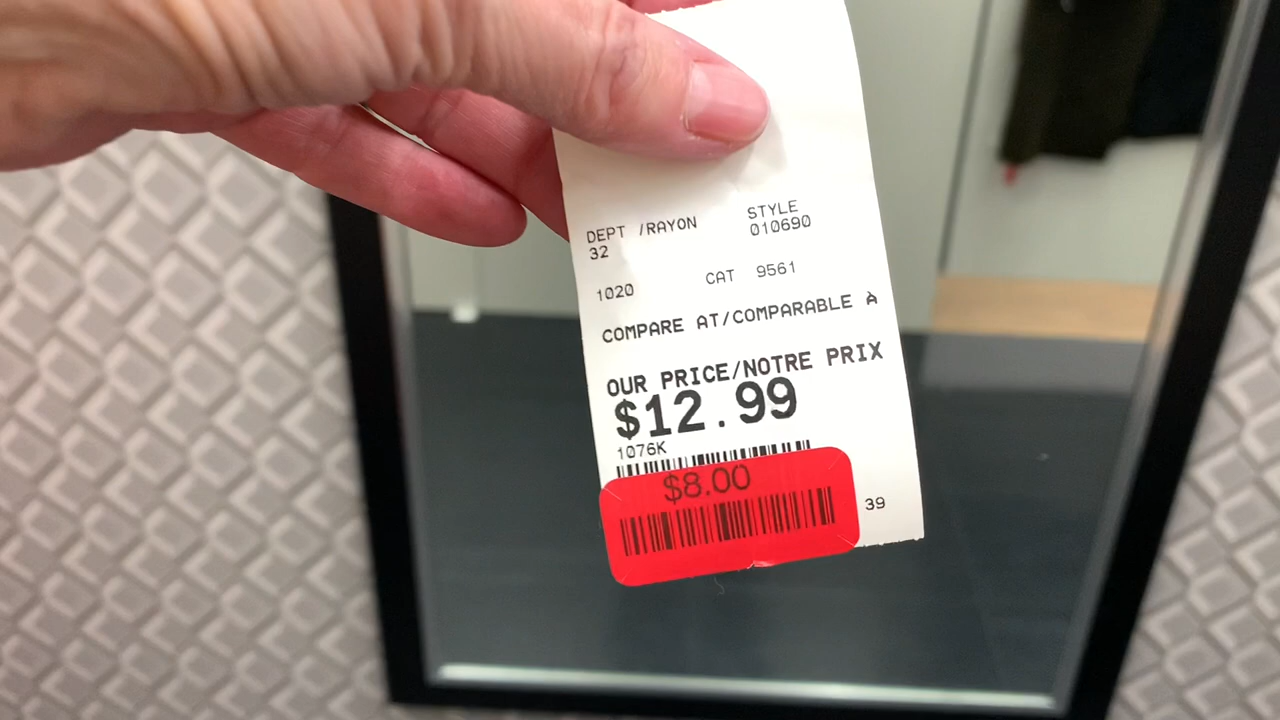 DEPT /RAYON STYLE
32 010690
1020 CAT 9561
COMPARE AT/COMPARABLE À
OUR PRICE/NOTRE PRIX
$12.99
1076K
$8.00
39